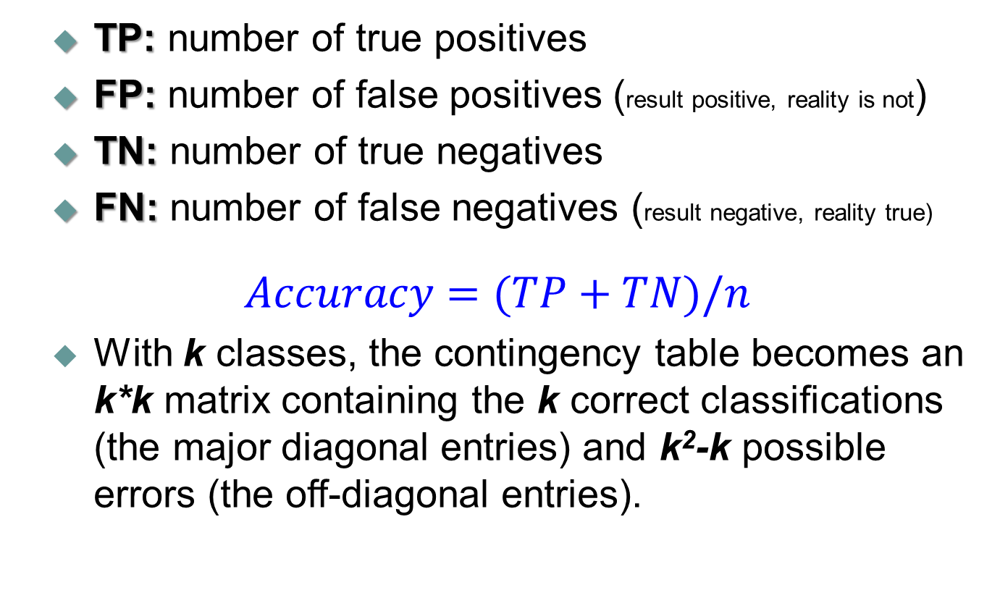 TP: number of true positives
FP: number of false positives (result positive, reality is not)
TN: number of true negatives
FN: number of false negatives (result negative, reality true)
Accuracy = (TP + TN)/n
With k classes, the contingency table becomes an
k*k matrix containing the k correct classifications
(the major diagonal entries) and k²-k possible
errors (the off-diagonal entries).